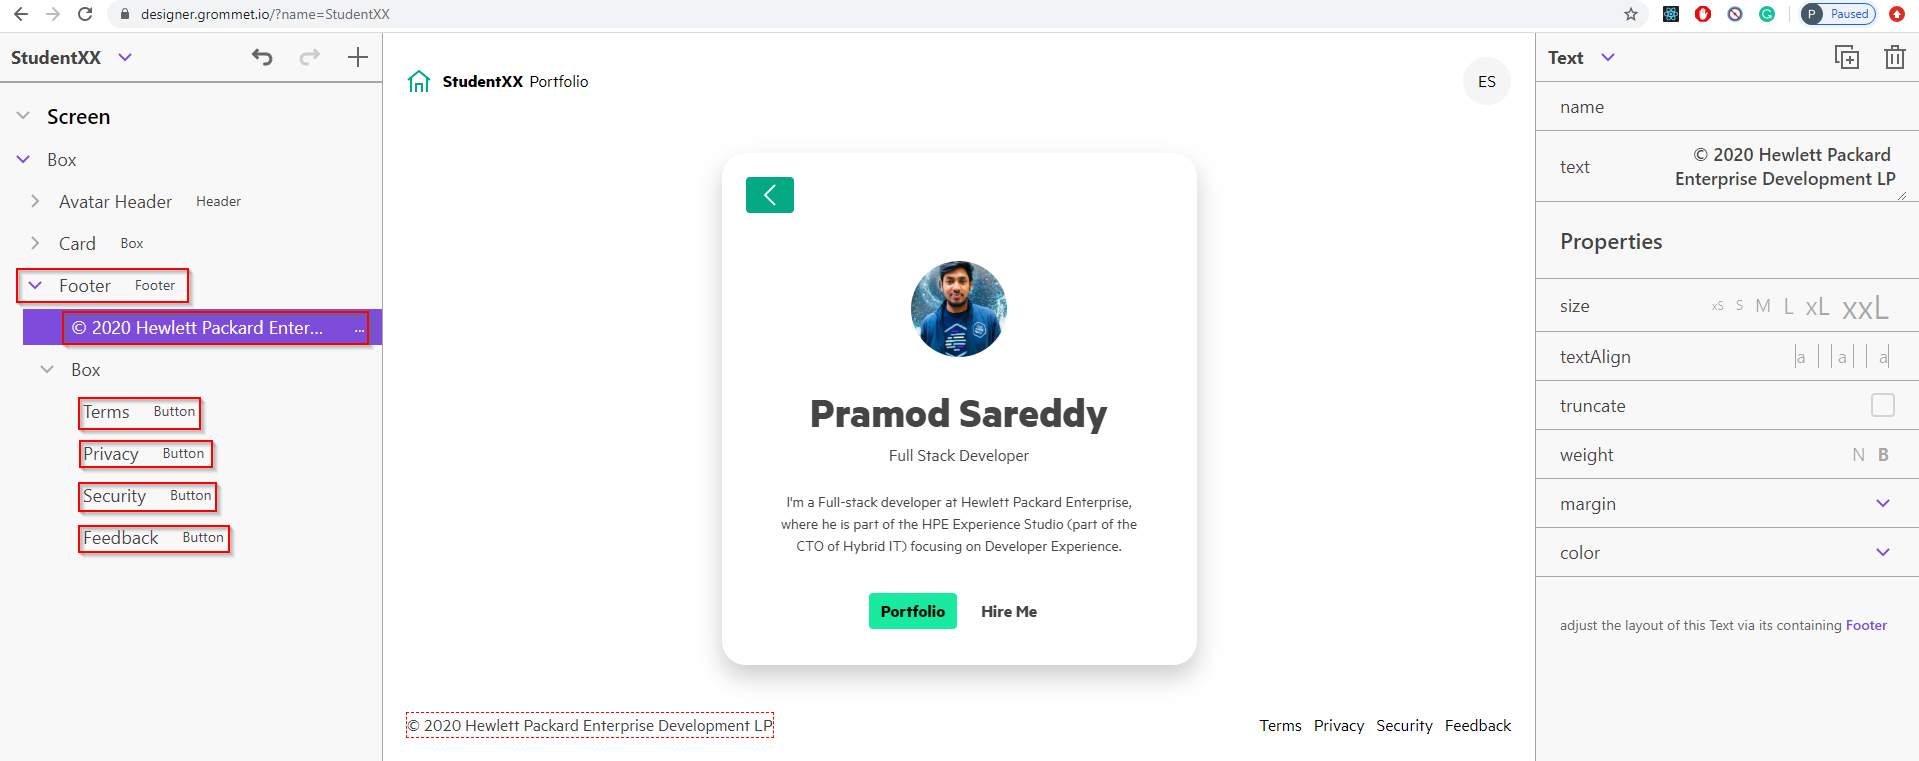 designer.grommet.io/?name=StudentXX
P Paused
StudentXX
Screen
Box
Avatar Header Header
Card Box
Footer Footer
© 2020 Hewlett Packard Enter... ...
Box
Terms Button
Privacy Button
Security Button
Feedback Button
StudentXX Portfolio
ES
Pramod Sareddy
Full Stack Developer
I'm a Full-stack developer at Hewlett Packard Enterprise,
where he is part of the HPE Experience Studio (part of the
CTO of Hybrid IT) focusing on Developer Experience.
Portfolio Hire Me
© 2020 Hewlett Packard Enterprise Development LP
Terms Privacy Security Feedback
Text
name
text © 2020 Hewlett Packard
Enterprise Development LP
Properties
size xS S M L xL xxL
textAlign a a a
truncate
weight N B
margin
color
adjust the layout of this Text via its containing Footer